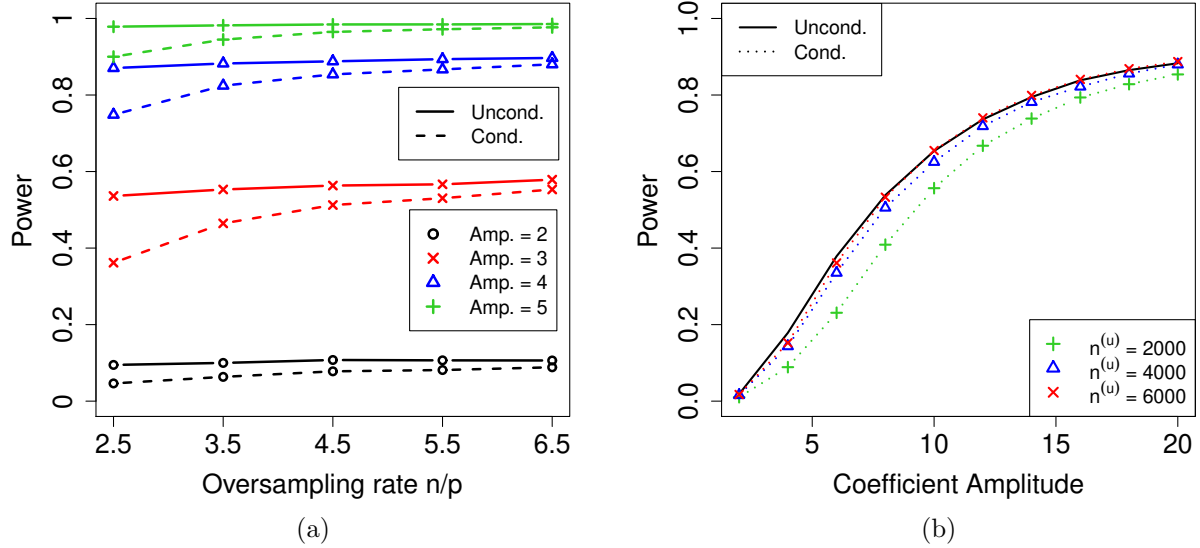 Power
1
0.8
0.6
0.4
0.2
0
Uncond.
Cond.
Amp. = 2
Amp. = 3
Amp. = 4
Amp. = 5
2.5 3.5 4.5 5.5 6.5
Oversampling rate n/p
(a)
Power
1.0
0.8
0.6
0.4
0.2
0.0
Uncond.
Cond.
n^(u) = 2000
n^(u) = 4000
n^(u) = 6000
5 10 15 20
Coefficient Amplitude
(b)